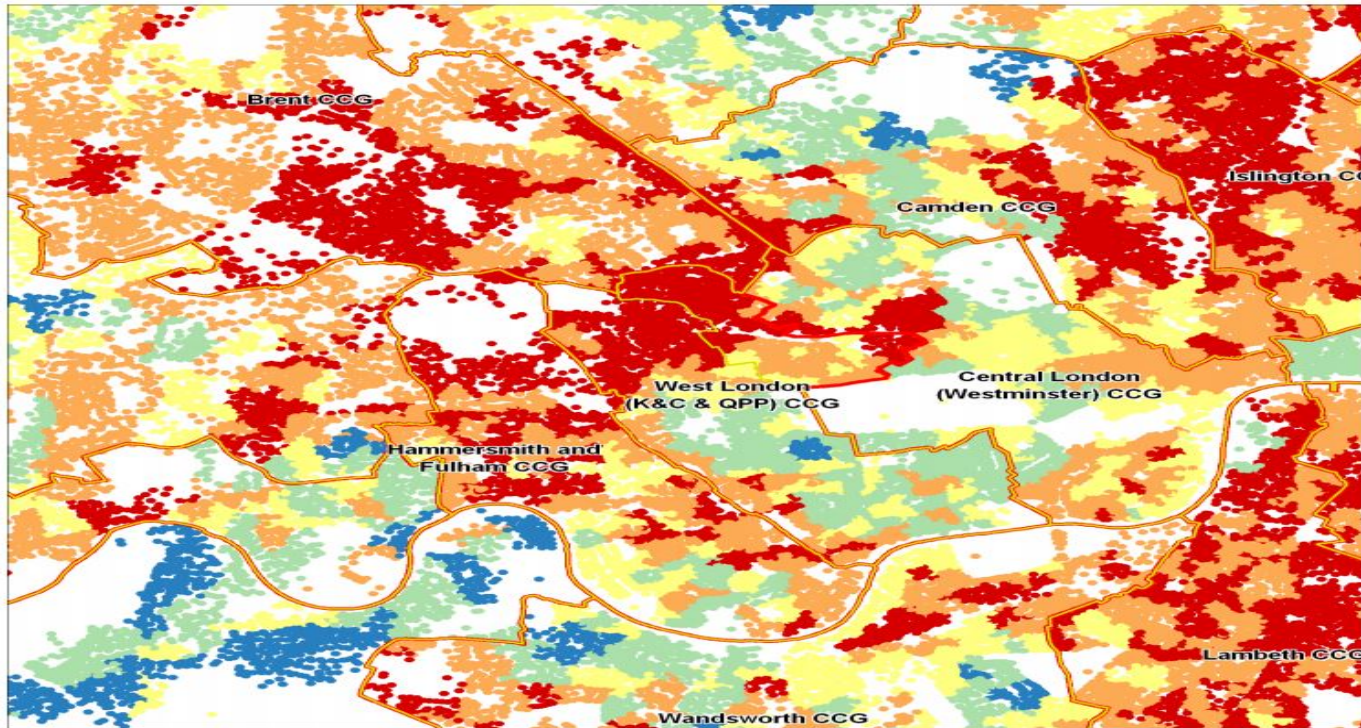 Brent CCG
Islington CC
Camden CCG
West London
(K&C & QPP) CCG
Central London
(Westminster) CCG
Hammersmith and
Fulham CCG
Lambeth CCG
Wandsworth CCG